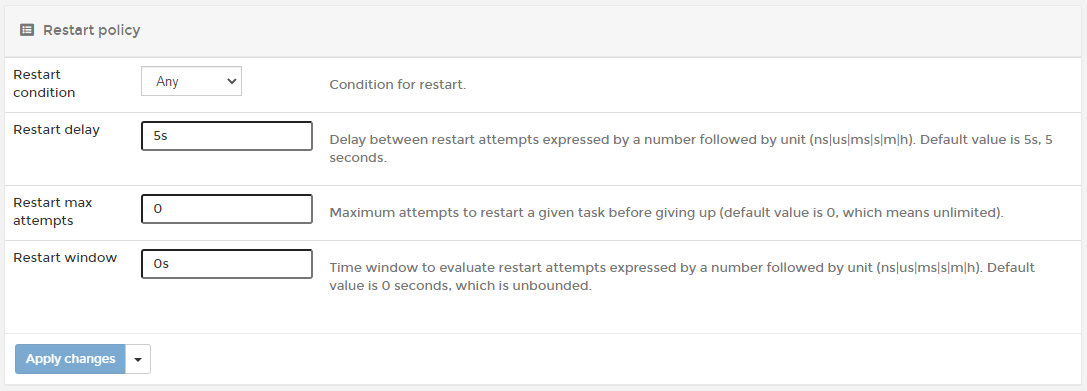 Restart policy
Restart
condition
Any
Condition for restart.
Restart delay
5s
Delay between restart attempts expressed by a number followed by unit (ns|us|ms|s|m|h). Default value is 5s, 5
seconds.
Restart max
attempts
0
Maximum attempts to restart a given task before giving up (default value is 0, which means unlimited).
Restart window
0s
Time window to evaluate restart attempts expressed by a number followed by unit (ns|us|ms|s|m|h). Default
value is 0 seconds, which is unbounded.
Apply changes